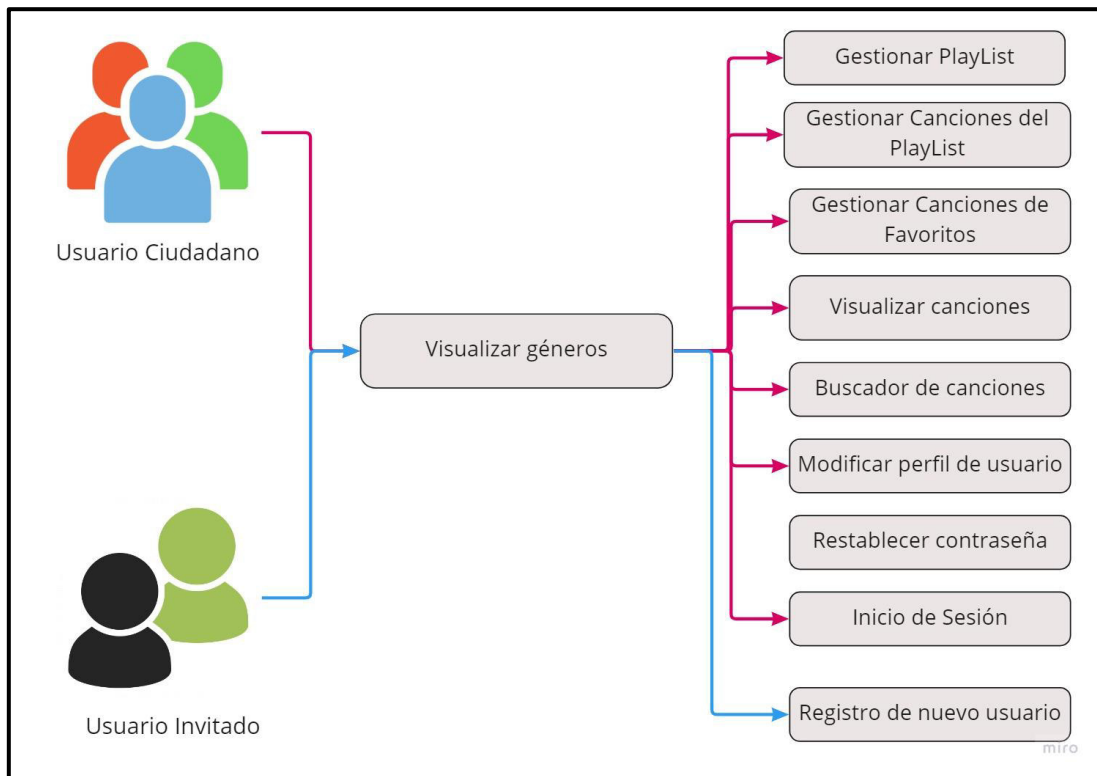 Gestionar PlayList
Gestionar Canciones del
PlayList
Gestionar Canciones de
Favoritos
Usuario Ciudadano
Visualizar canciones
Visualizar géneros
Buscador de canciones
Modificar perfil de usuario
Restablecer contraseña
Inicio de Sesión
Usuario Invitado
Registro de nuevo usuario
miro